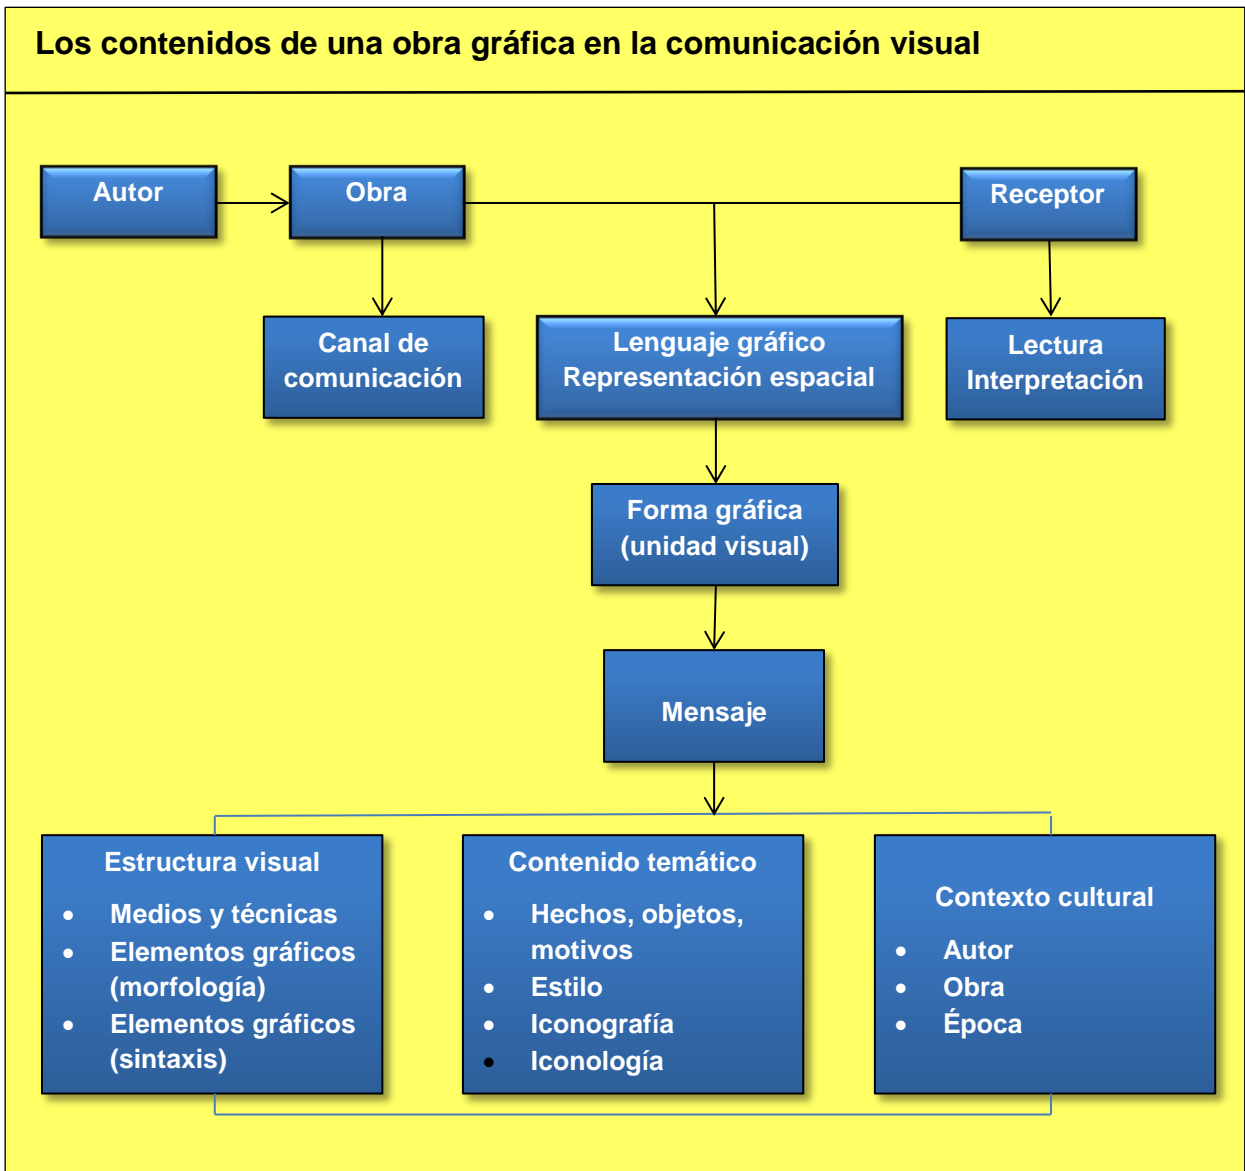 Los contenidos de una obra gráfica en la comunicación visual
Autor
Obra
Receptor
Canal de
comunicación
Lenguaje gráfico
Representación espacial
Lectura
Interpretación
Forma gráfica
(unidad visual)
Mensaje
Estructura visual
• Medios y técnicas
• Elementos gráficos
(morfología)
• Elementos gráficos
(sintaxis)
Contenido temático
• Hechos, objetos,
motivos
• Estilo
• Iconografía
• Iconología
Contexto cultural
• Autor
• Obra
• Época